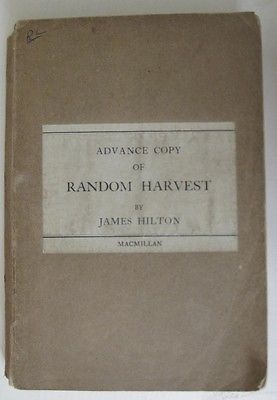 ADVANCE COPY
OF
RANDOM HARVEST
BY
JAMES HILTON
MACMILLAN